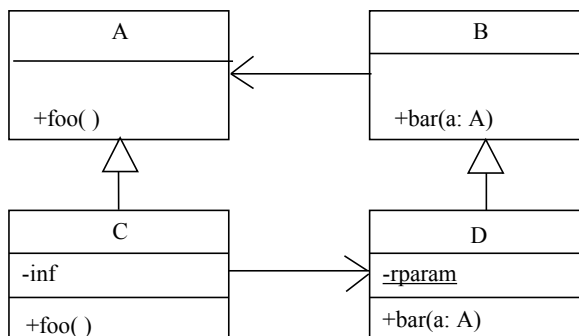 A
+foo( )
B
+bar(a: A)
C
-inf
+foo( )
D
-rparam
+bar(a: A)